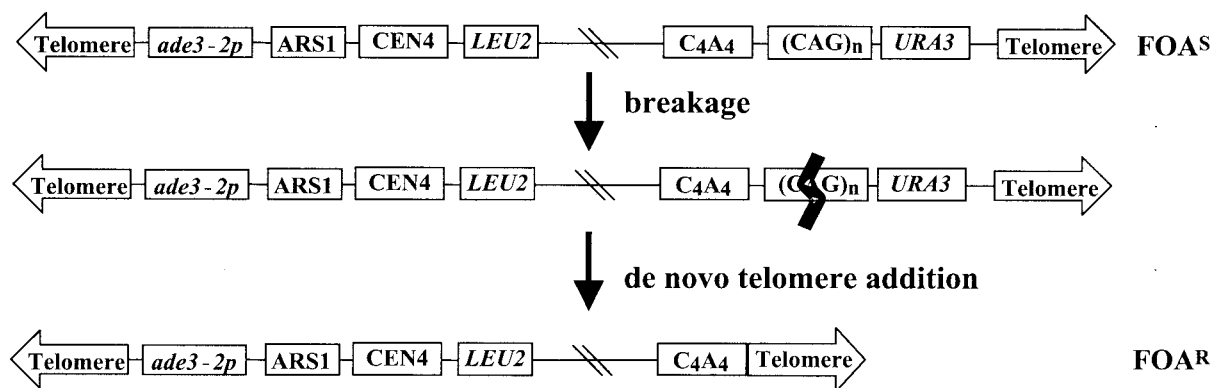 Telomere ade3-2p ARS1 CEN4 LEU2 C4A4 (CAG)n URA3 Telomere FOAS
breakage
Telomere ade3-2p ARS1 CEN4 LEU2 C4A4 (CAG)n URA3 Telomere
de novo telomere addition
Telomere ade3-2p ARS1 CEN4 LEU2 C4A4 Telomere FOAR